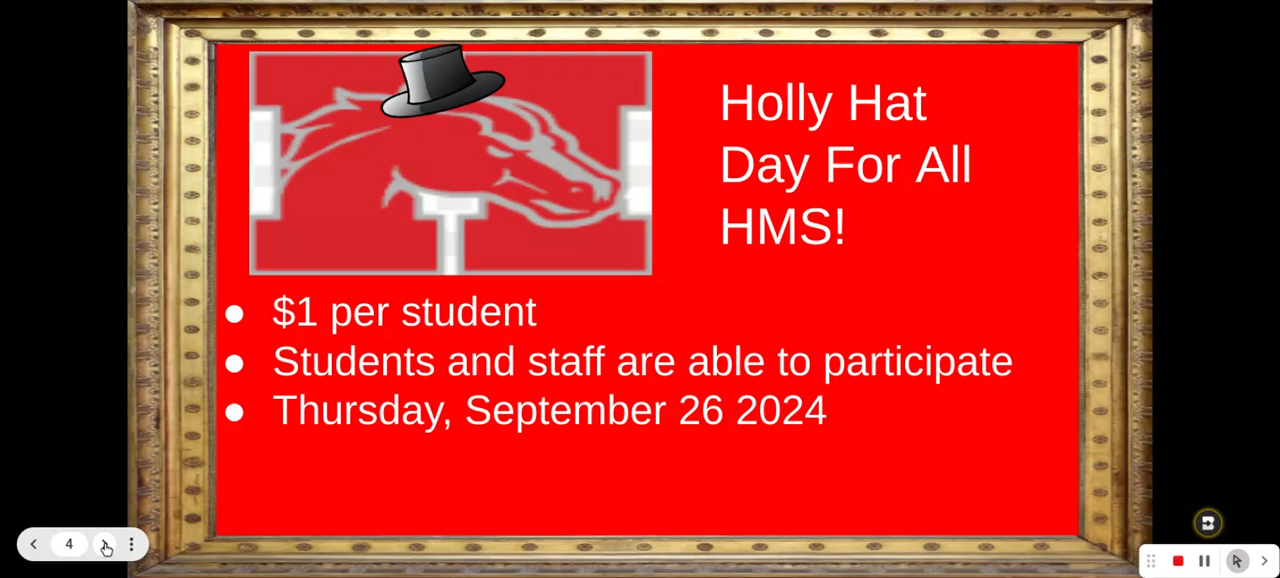 Holly Hat
Day For All
HMS!
● $1 per student
● Students and staff are able to participate
● Thursday, September 26 2024
4